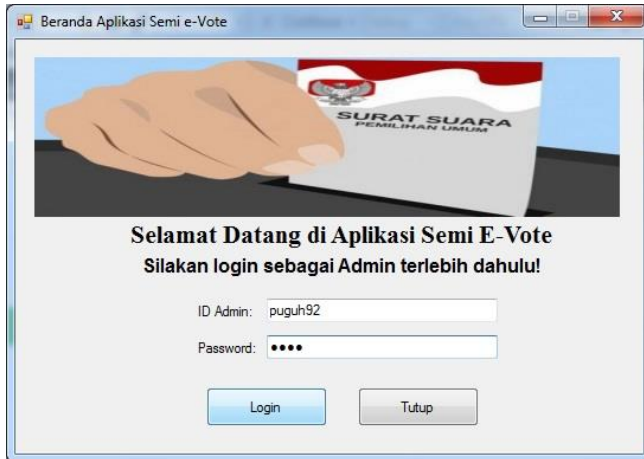 Beranda Aplikasi Semi e-Vote
SURAT SUARA
PEMILIHAN UMUM
Selamat Datang di Aplikasi Semi E-Vote
Silakan login sebagai Admin terlebih dahulu!
ID Admin: puguh92
Password: ●●●●
Login Tutup